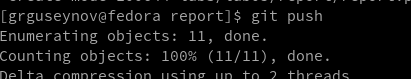 [grguseynov@fedora report]$ git push
Enumerating objects: 11, done.
Counting objects: 100% (11/11), done.
Delta compression using up to 2 threads